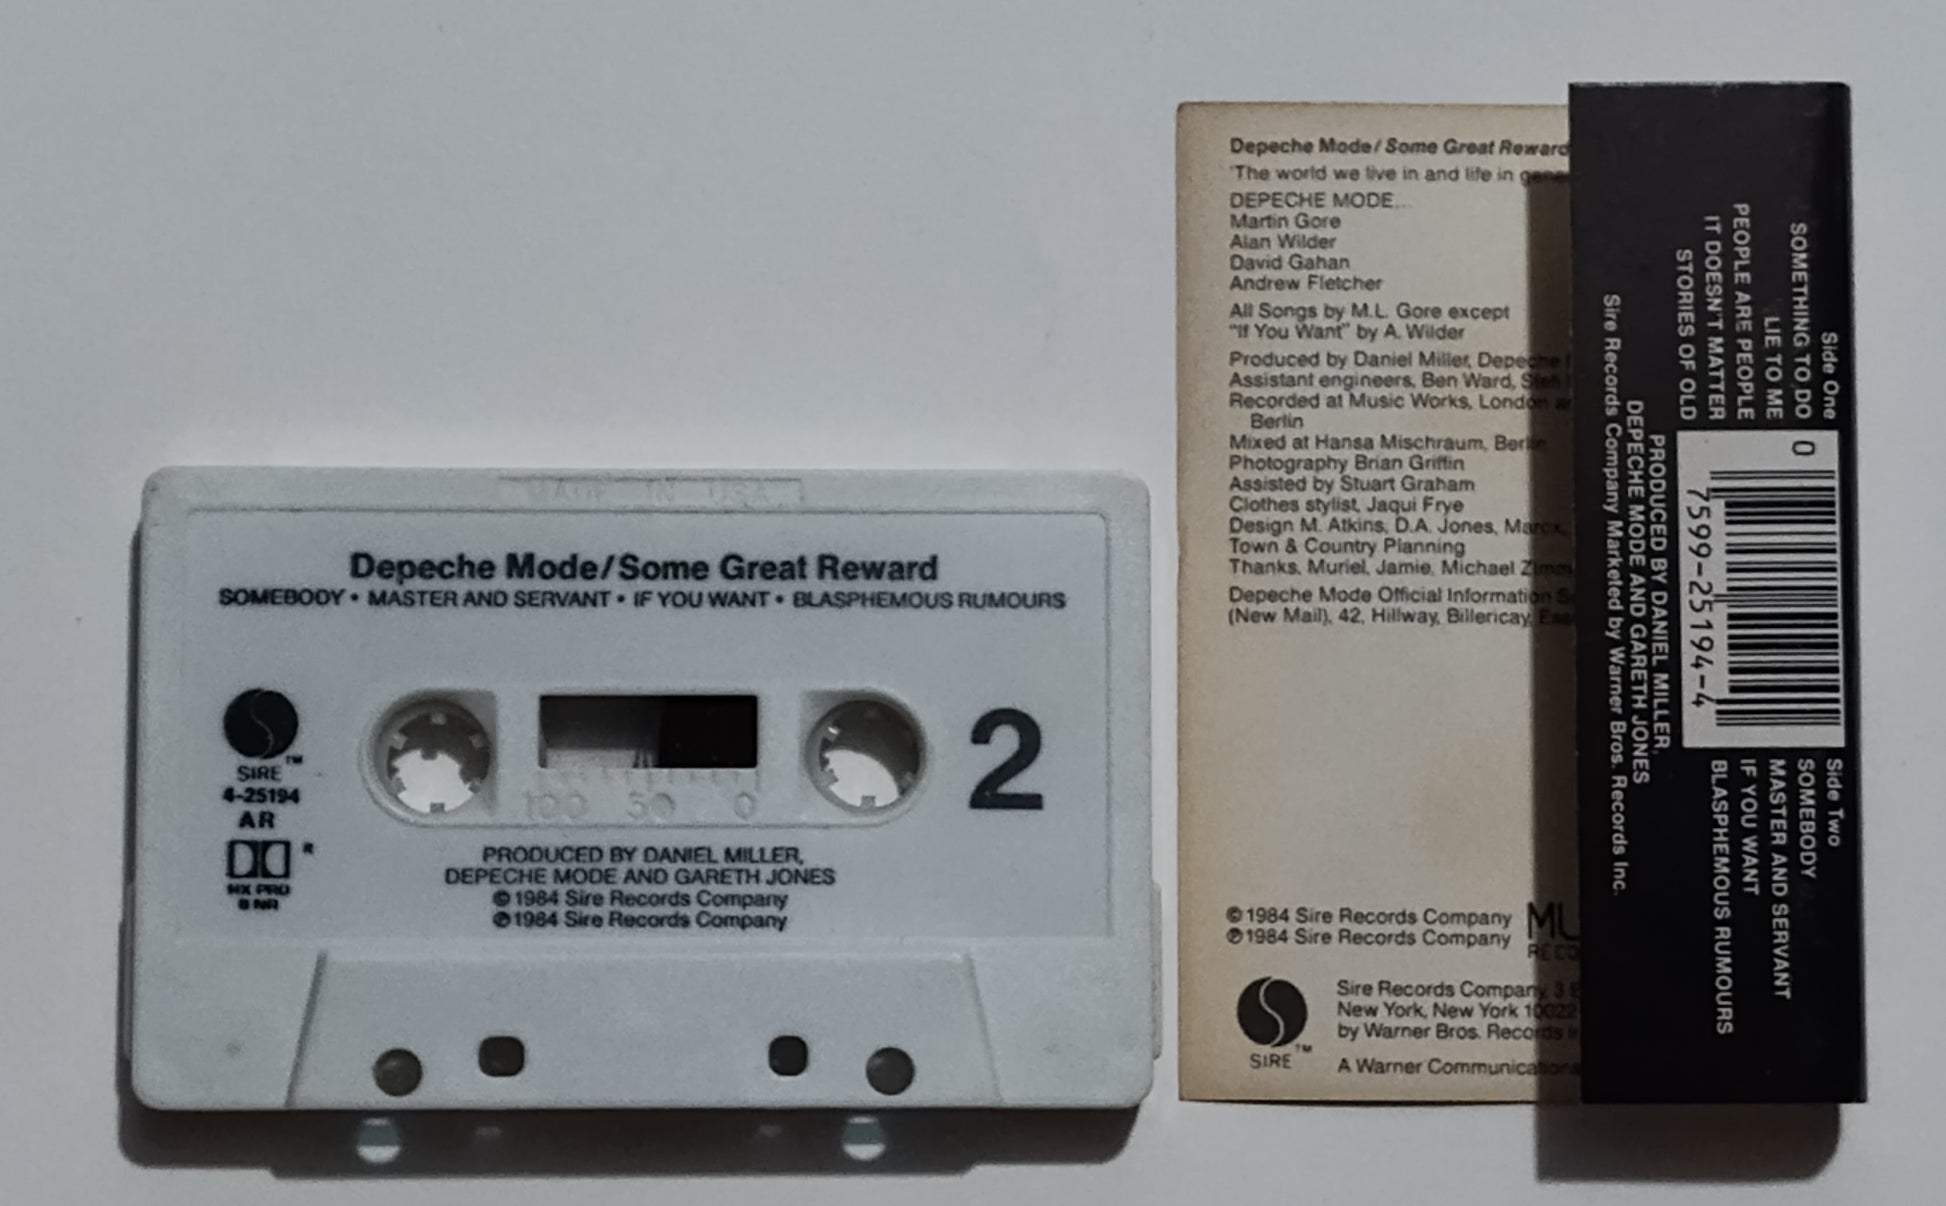 MADE IN USA
Depeche Mode/Some Great Reward
SOMEBODY • MASTER AND SERVANT • IF YOU WANT • BLASPHEMOUS RUMOURS
SIRE™
4-25194
AR
HX PRO
B NR
100 50 0
2
PRODUCED BY DANIEL MILLER,
DEPECHE MODE AND GARETH JONES
©1984 Sire Records Company
℗1984 Sire Records Company
Depeche Mode/Some Great Reward
'The world we live in and life in
DEPECHE MODE...
Martin Gore
Alan Wilder
David Gahan
Andrew Fletcher
All Songs by M.L. Gore except
"If You Want" by A. Wilder
Produced by Daniel Miller, Depeche
Assistant engineers, Ben Ward,
Recorded at Music Works, London
Berlin
Mixed at Hansa Mischraum, Berlin
Photography Brian Griffin
Assisted by Stuart Graham
Clothes stylist, Jaqui Frye
Design M. Atkins, D.A. Jones,
Town & Country Planning
Thanks, Muriel, Jamie, Michael
Depeche Mode Official Information
(New Mail), 42, Hillway, Billericay,
© 1984 Sire Records Company
℗ 1984 Sire Records Company
SIRE™
Sire Records Company, 3
New York, New York 10022
by Warner Bros. Records
A Warner Communications
Side One
SOMETHING TO DO
LIE TO ME
PEOPLE ARE PEOPLE
IT DOESN'T MATTER
STORIES OF OLD
0
7599-25194-4
Side Two
SOMEBODY
MASTER AND SERVANT
IF YOU WANT
BLASPHEMOUS RUMOURS
PRODUCED BY DANIEL MILLER,
DEPECHE MODE AND GARETH JONES
Sire Records Company Marketed by Warner Bros. Records Inc.